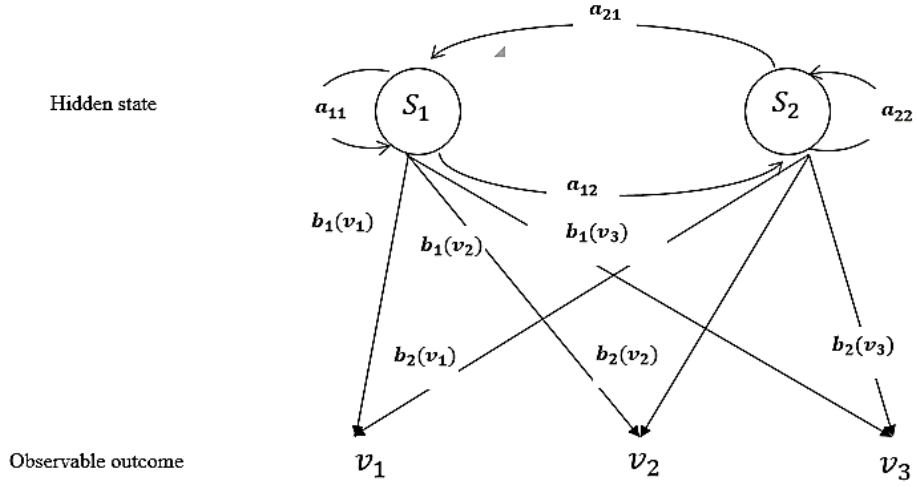 a₂₁
Hidden state
a₁₁
S₁
S₂
a₂₂
a₁₂
b₁(v₁)
b₁(v₂)
b₁(v₃)
b₂(v₁)
b₂(v₂)
b₂(v₃)
Observable outcome
v₁
v₂
v₃